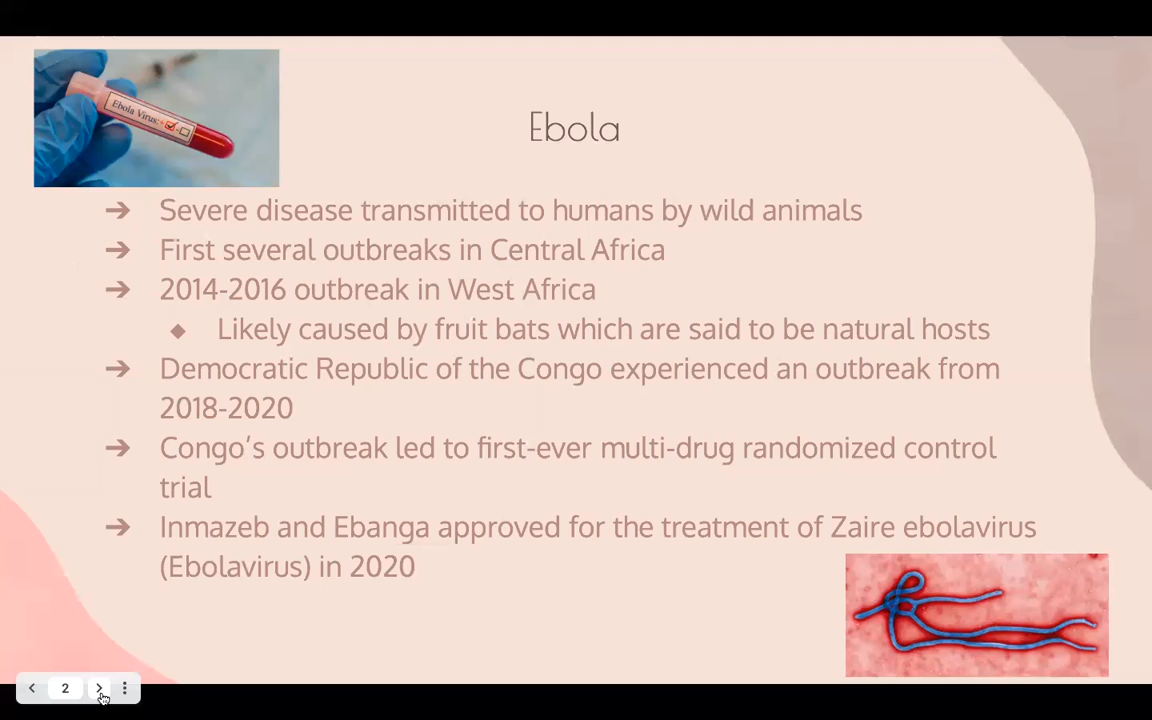 Ebola Virus: + -
Ebola
➔ Severe disease transmitted to humans by wild animals
➔ First several outbreaks in Central Africa
➔ 2014-2016 outbreak in West Africa
◆ Likely caused by fruit bats which are said to be natural hosts
➔ Democratic Republic of the Congo experienced an outbreak from
2018-2020
➔ Congo’s outbreak led to first-ever multi-drug randomized control
trial
➔ Inmazeb and Ebanga approved for the treatment of Zaire ebolavirus
(Ebolavirus) in 2020
2